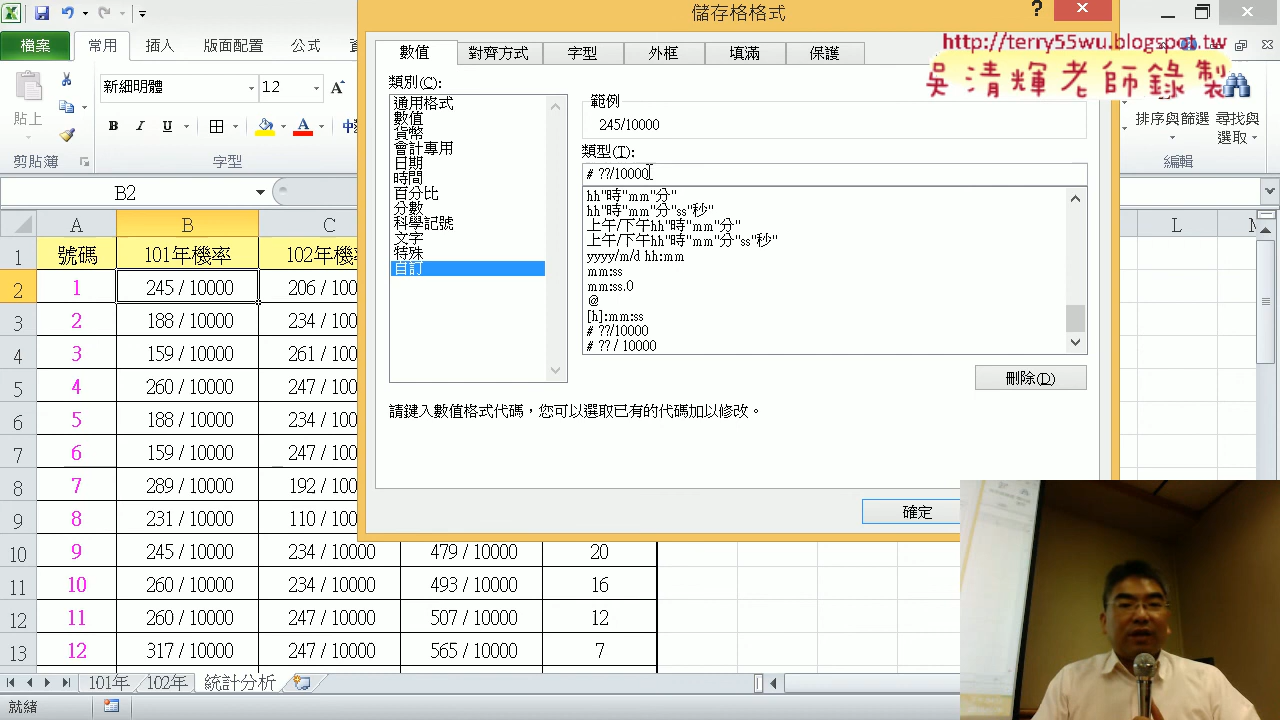 儲存格格式
http://terry55wu.blogspot.tw
吳清輝老師錄製
檔案 常用 插入 版面配置 公式
數值 對齊方式 字型 外框 填滿 保護
新細明體 12
貼上
剪貼簿 字型
排序與篩選 尋找與
選取
編輯
類別(C):
通用格式
數值
貨幣
會計專用
日期
時間
百分比
分數
科學記號
文字
特殊
自訂
範例
245/10000
類型(T):
# ??/10000
hh"時"mm"分"
hh"時"mm"分"ss"秒"
上午/下午hh"時"mm"分"
上午/下午hh"時"mm"分"ss"秒"
yyyy/m/d hh:mm
mm:ss
mm:ss.0
@
[h]:mm:ss
# ??/10000
# ?? / 10000
刪除(D)
請鍵入數值格式代碼，您可以選取已有的代碼加以修改。
確定
B2
A B C L
1 號碼 101年機率 102年機
2 1 245 / 10000 206 / 100
3 2 188 / 10000 234 / 100
4 3 159 / 10000 261 / 100
5 4 260 / 10000 247 / 100
6 5 188 / 10000 234 / 100
7 6 159 / 10000 247 / 100
8 7 289 / 10000 192 / 100
9 8 231 / 10000 110 / 100
10 9 245 / 10000 234 / 10000 479 / 10000 20
11 10 260 / 10000 234 / 10000 493 / 10000 16
12 11 260 / 10000 247 / 10000 507 / 10000 12
13 12 317 / 10000 247 / 10000 565 / 10000 7
101年 102年 統計分析
就緒